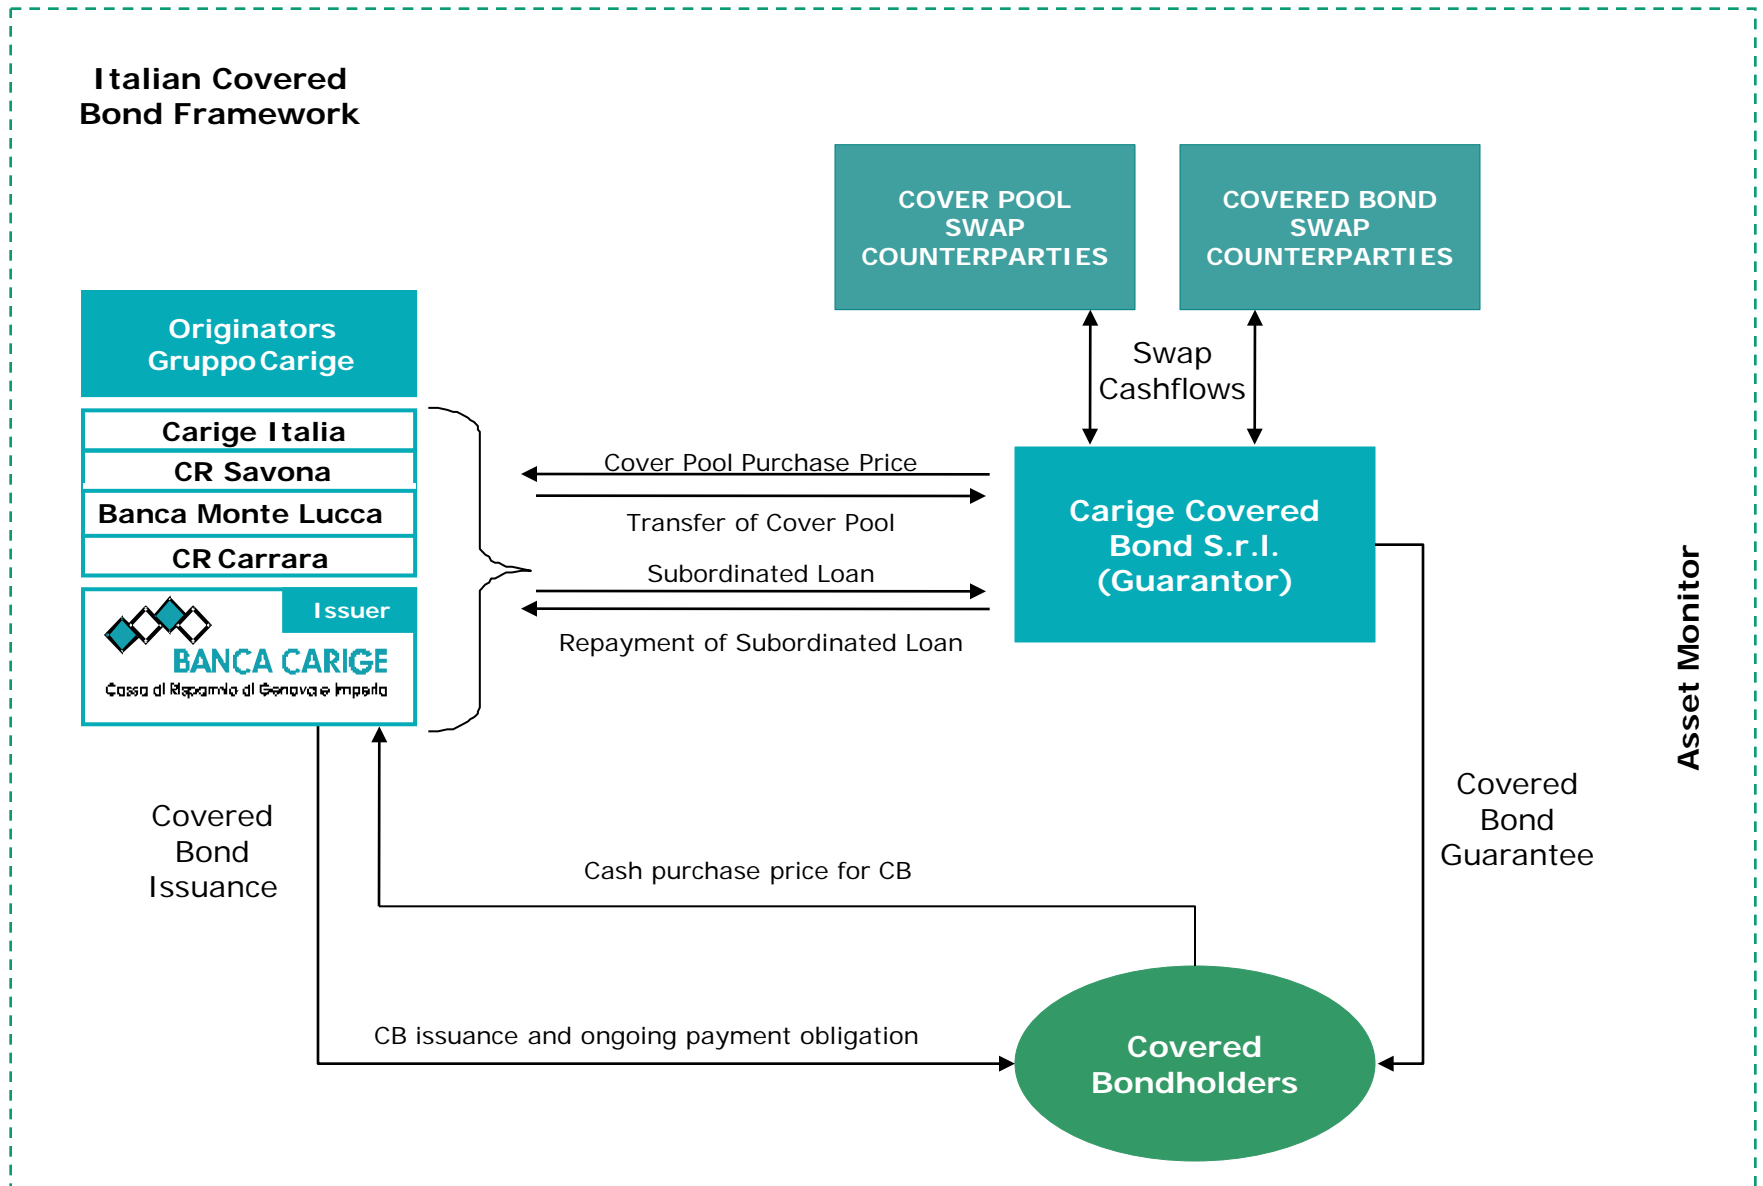 Italian Covered
Bond Framework
COVER POOL
SWAP
COUNTERPARTIES
COVERED BOND
SWAP
COUNTERPARTIES
Originators
Gruppo Carige
Swap
Cashflows
Carige Italia
CR Savona
Banca Monte Lucca
CR Carrara
Issuer
BANCA CARIGE
Cassa di Risparmio di Genova e Imperia
Cover Pool Purchase Price
Transfer of Cover Pool
Subordinated Loan
Repayment of Subordinated Loan
Carige Covered
Bond S.r.l.
(Guarantor)
Asset Monitor
Covered
Bond
Issuance
Covered
Bond
Guarantee
Cash purchase price for CB
CB issuance and ongoing payment obligation
Covered
Bondholders